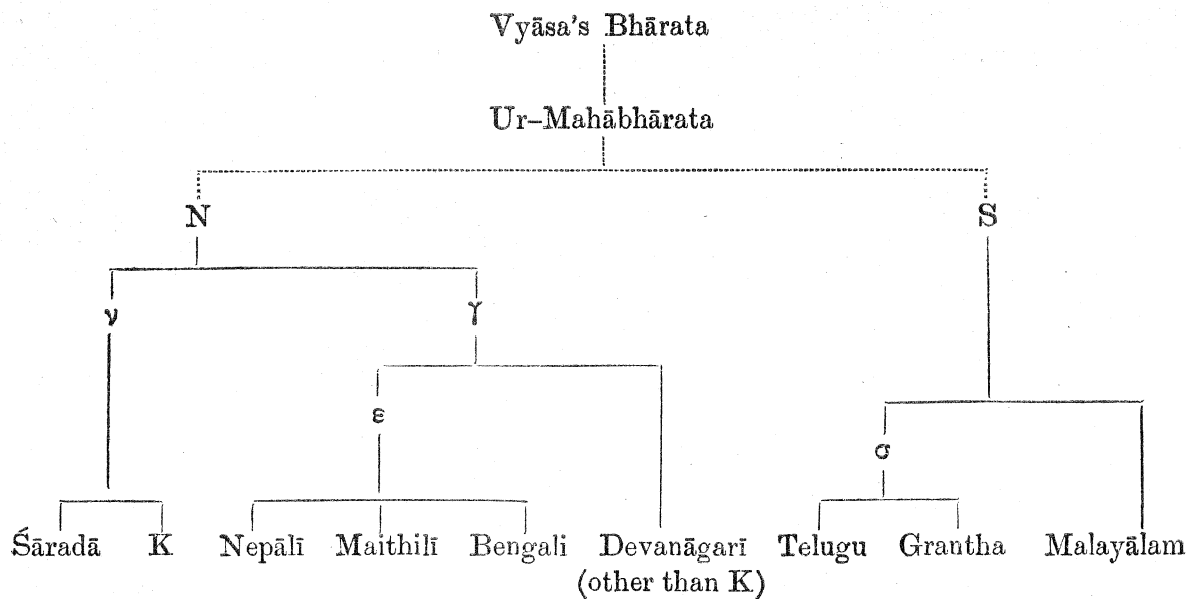 Vyāsa's Bhārata
Ur-Mahābhārata
N S
ν γ
ε
σ
Śāradā K Nepālī Maithilī Bengali Devanāgarī Telugu Grantha Malayālam
(other than K)